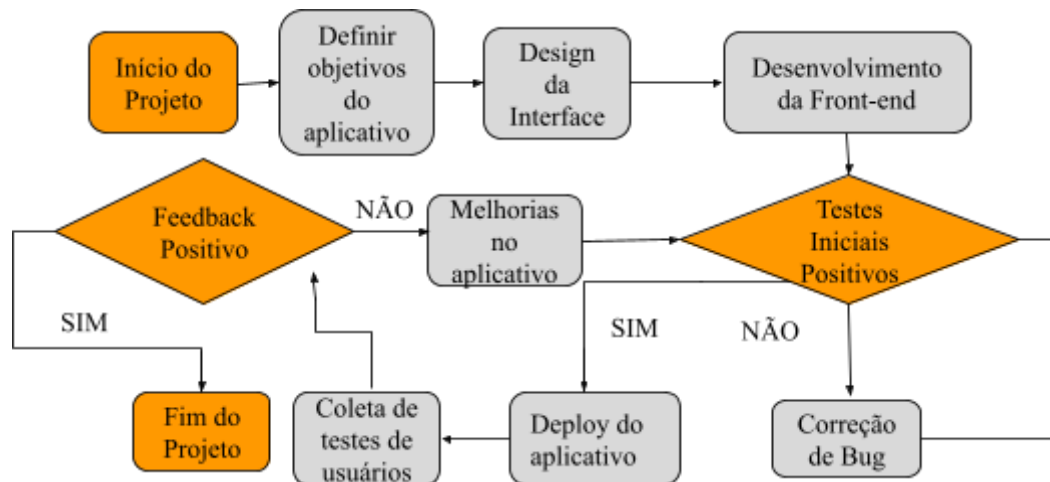 Início do
Projeto
Definir
objetivos
do
aplicativo
Design
da
Interface
Desenvolvimento
da Front-end
Feedback
Positivo
NÃO
Melhorias
no
aplicativo
Testes
Iniciais
Positivos
SIM
SIM
NÃO
Fim do
Projeto
Coleta de
testes de
usuários
Deploy do
aplicativo
Correção
de Bug